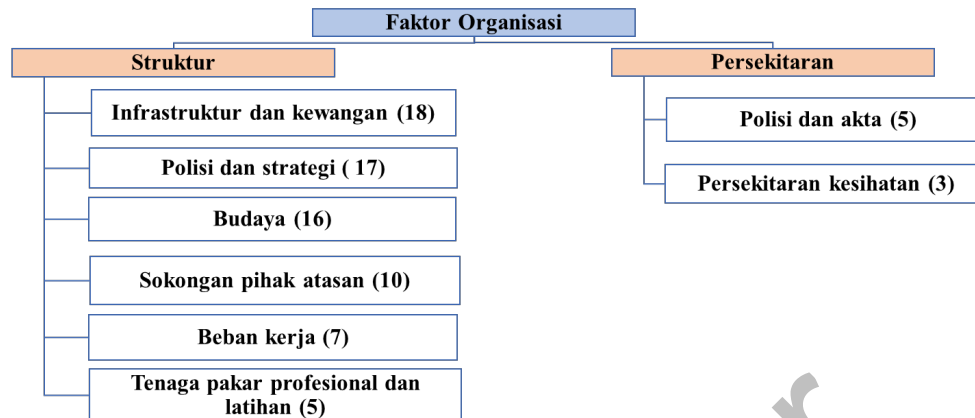 Faktor Organisasi
Struktur
Infrastruktur dan kewangan (18)
Polisi dan strategi ( 17)
Budaya (16)
Sokongan pihak atasan (10)
Beban kerja (7)
Tenaga pakar profesional dan
latihan (5)
Persekitaran
Polisi dan akta (5)
Persekitaran kesihatan (3)